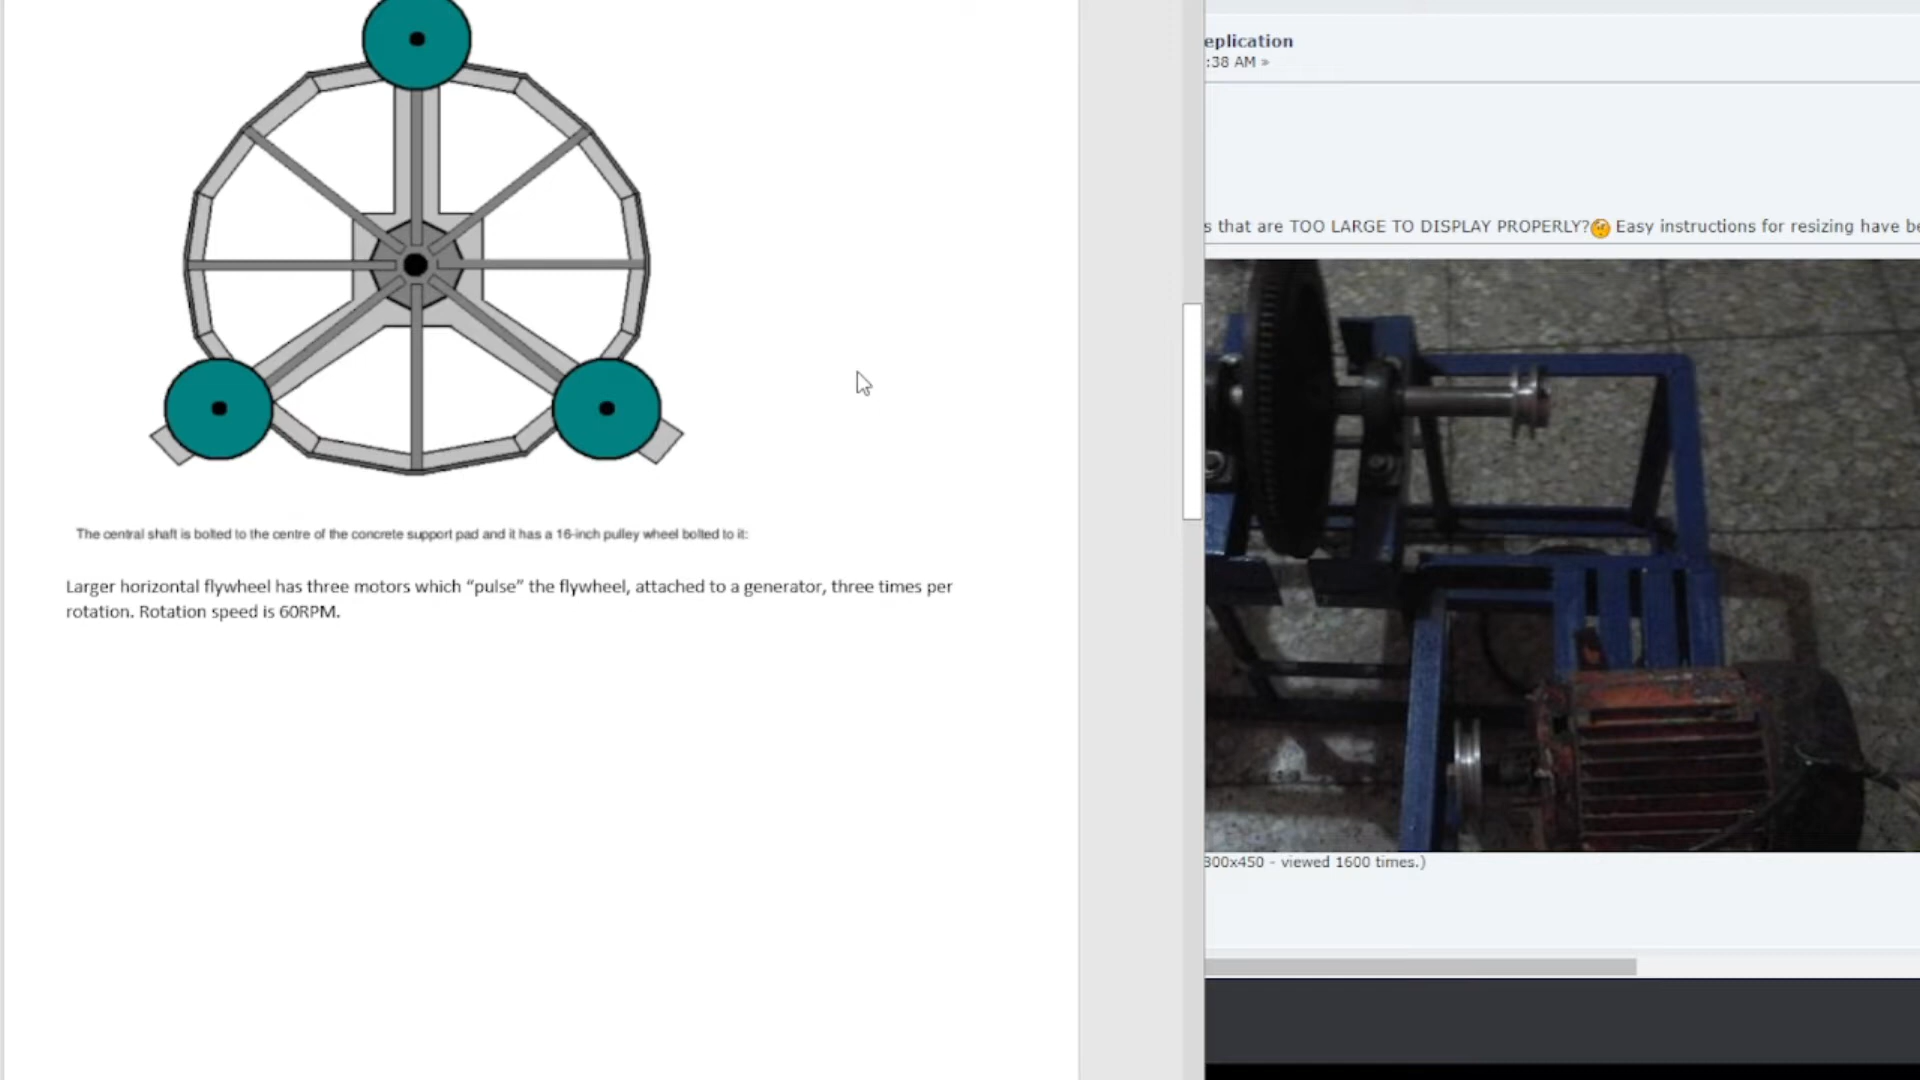 The central shaft is bolted to the centre of the concrete support pad and it has a 16-inch pulley wheel bolted to it:
Larger horizontal flywheel has three motors which “pulse” the flywheel, attached to a generator, three times per
rotation. Rotation speed is 60RPM.
eplication
:38 AM »
s that are TOO LARGE TO DISPLAY PROPERLY? Easy instructions for resizing have be
300x450 - viewed 1600 times.)